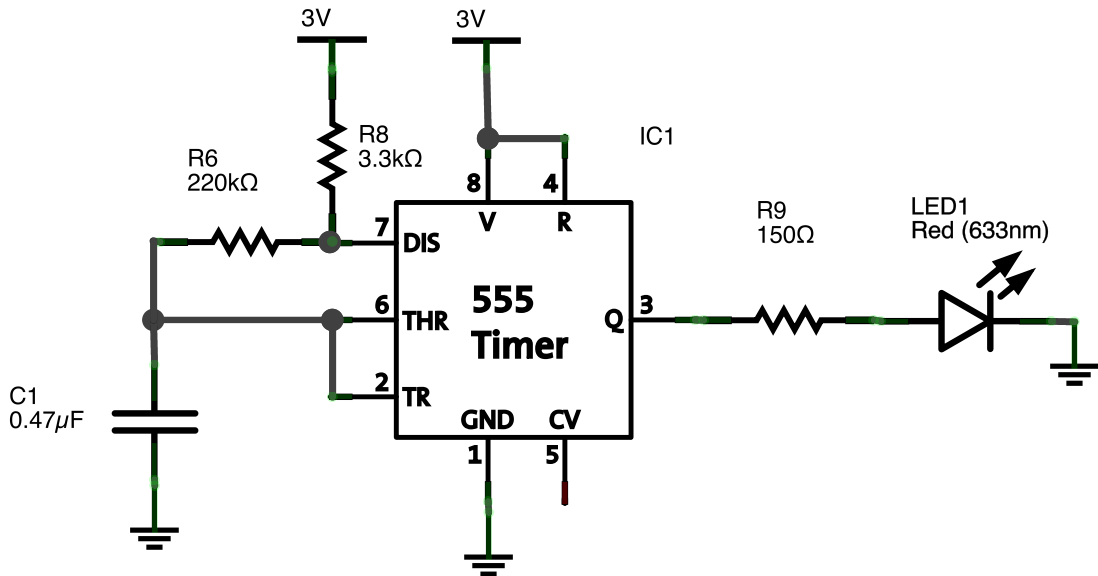 3V
3V
R8
3.3kΩ
IC1
R6
220kΩ
8
4
V
R
R9
150Ω
LED1
Red (633nm)
7
DIS
6
THR
555
Timer
Q
3
2
TR
C1
0.47µF
GND
CV
1
5